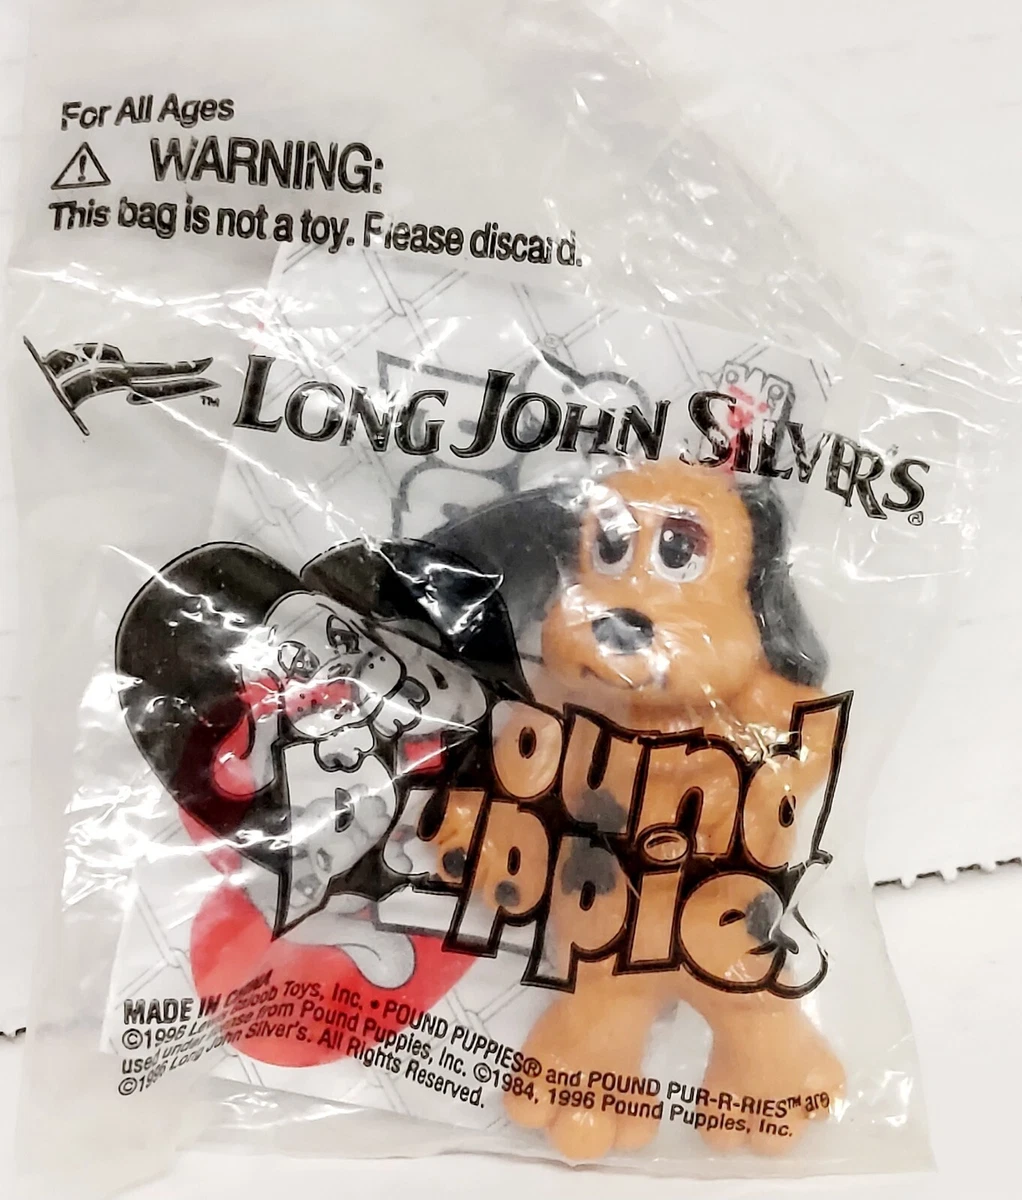 For All Ages
WARNING:
This bag is not a toy. Please discard.
™ LONG JOHN SILVER'S®
Pound
Puppies
MADE IN CHINA
©1996 Lewis Galoob Toys, Inc. • POUND PUPPIES® and POUND PUR-R-RIES™ are
used under license from Pound Puppies, Inc. ©1984, 1996 Pound Puppies, Inc.
©1996 Long John Silver's. All Rights Reserved.